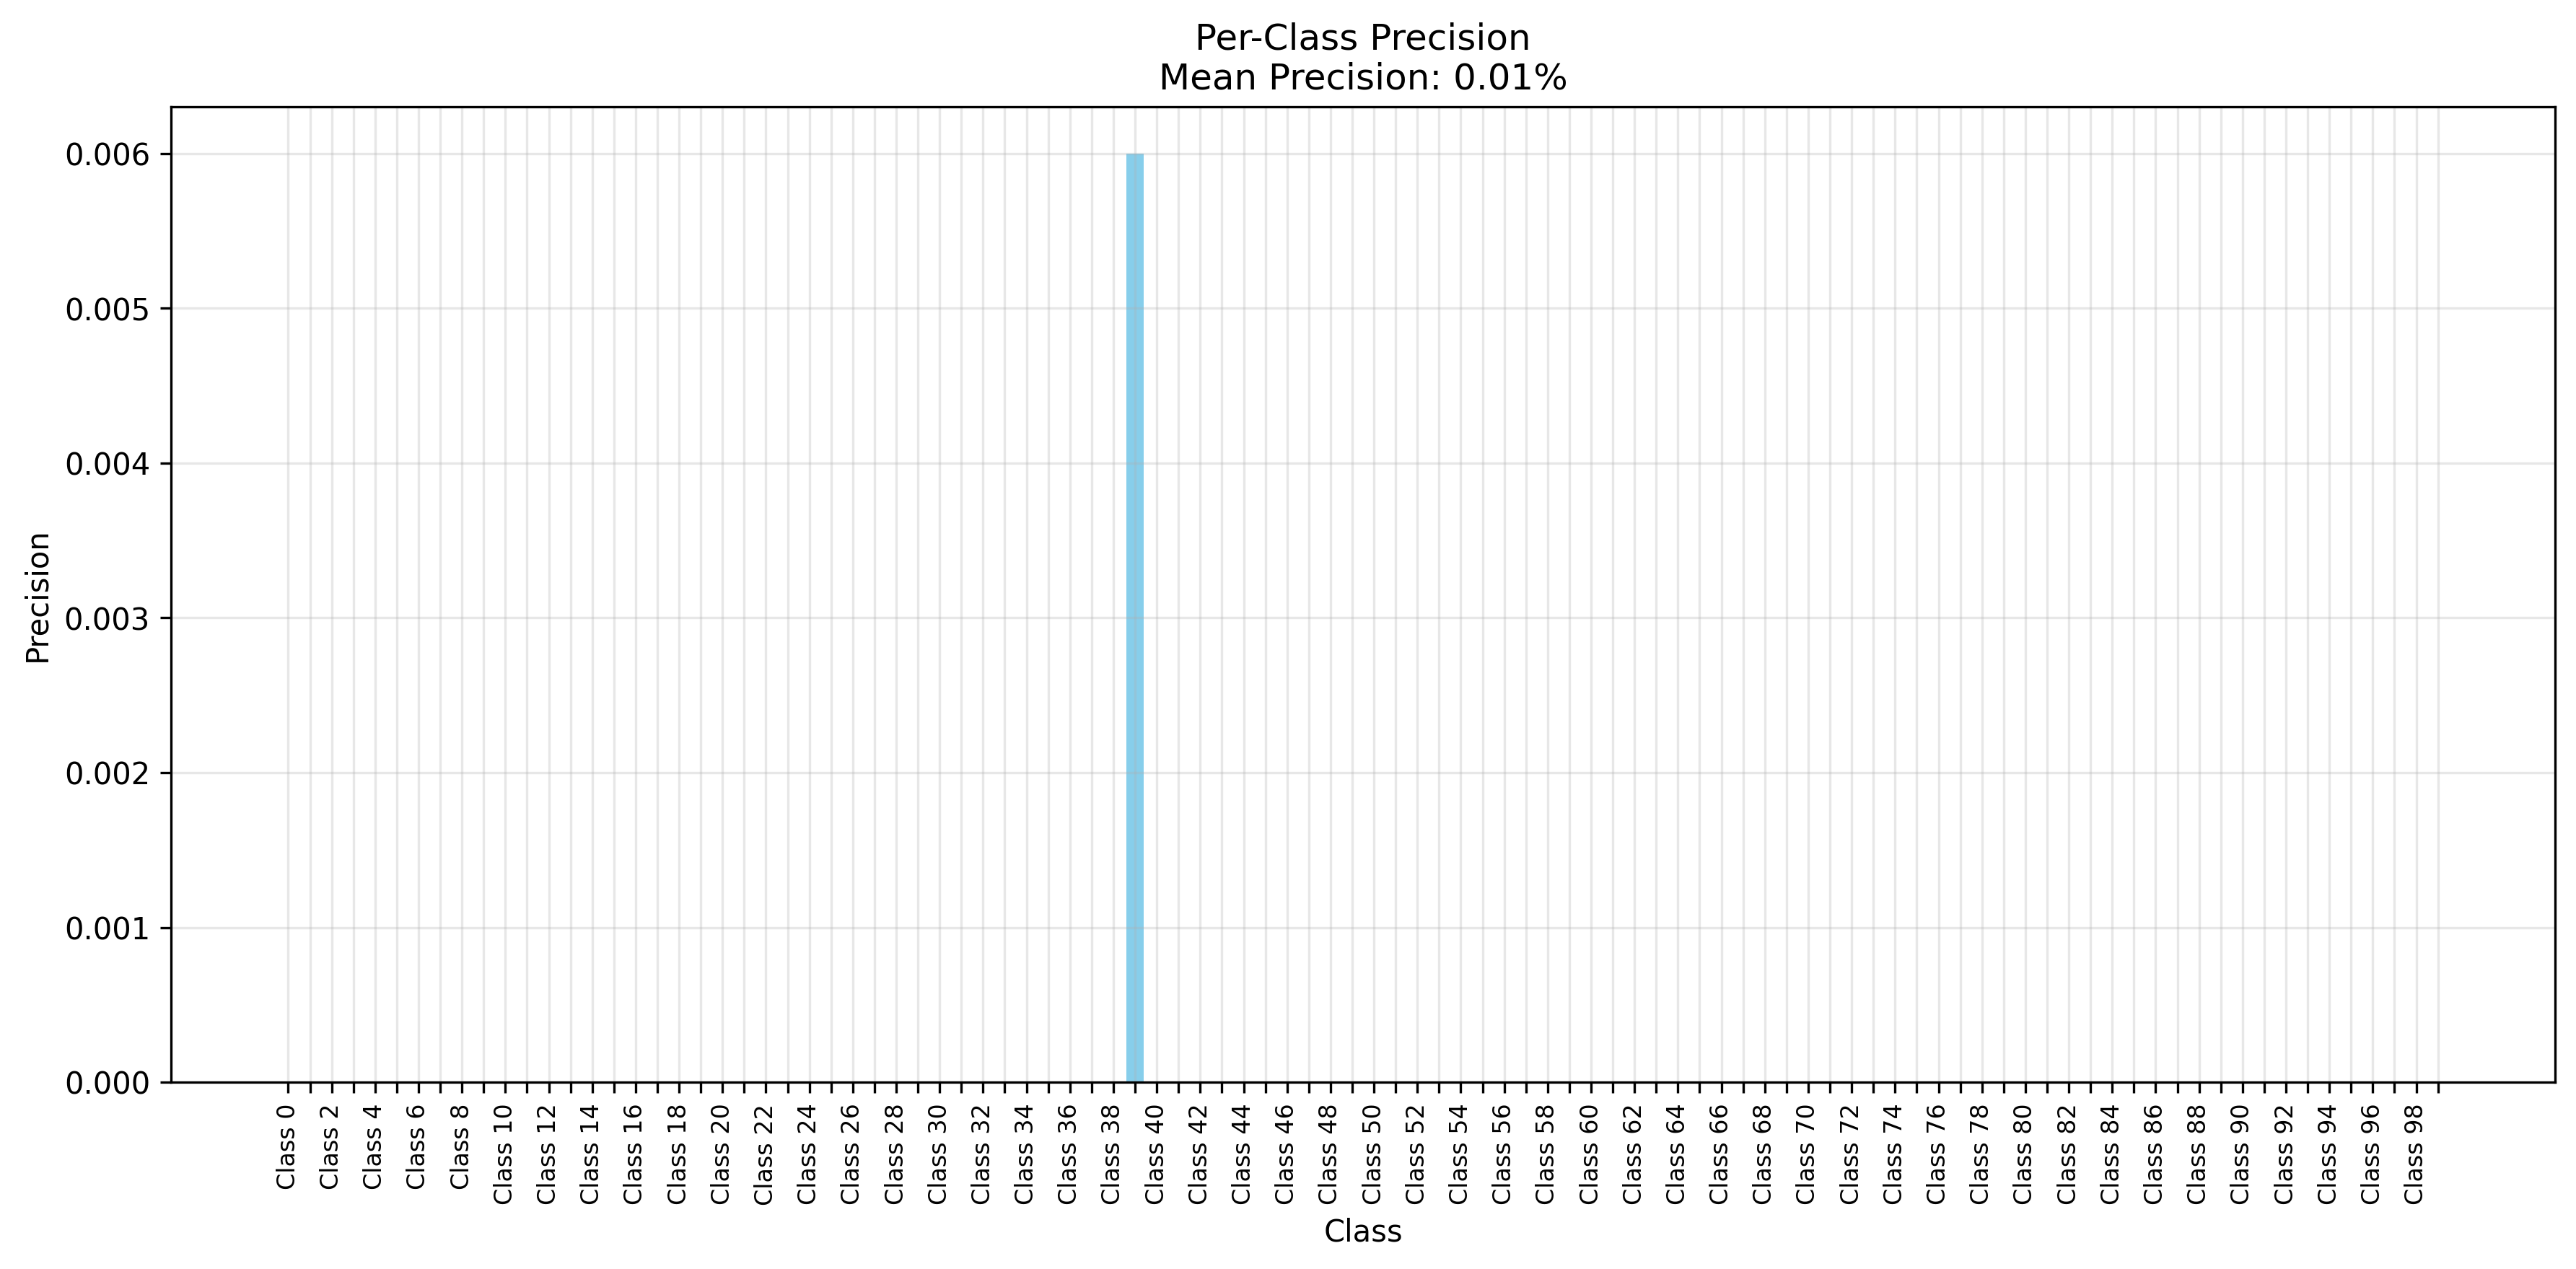 Per-Class Precision
Mean Precision: 0.01%
Precision
0.006
0.005
0.004
0.003
0.002
0.001
0.000
Class 0
Class 2
Class 4
Class 6
Class 8
Class 10
Class 12
Class 14
Class 16
Class 18
Class 20
Class 22
Class 24
Class 26
Class 28
Class 30
Class 32
Class 34
Class 36
Class 38
Class 40
Class 42
Class 44
Class 46
Class 48
Class 50
Class 52
Class 54
Class 56
Class 58
Class 60
Class 62
Class 64
Class 66
Class 68
Class 70
Class 72
Class 74
Class 76
Class 78
Class 80
Class 82
Class 84
Class 86
Class 88
Class 90
Class 92
Class 94
Class 96
Class 98
Class